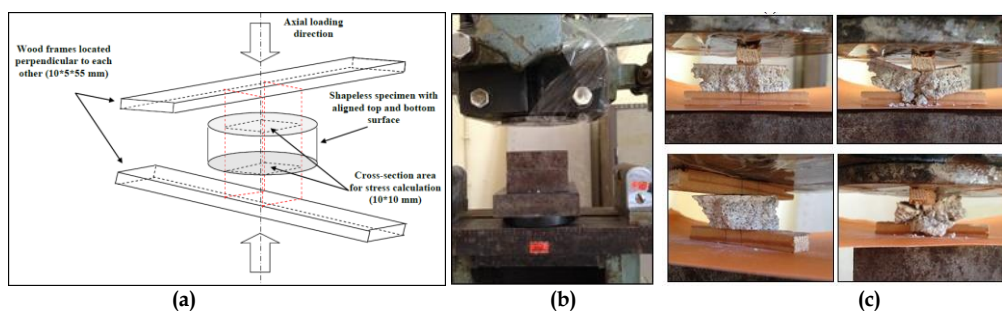 Axial loading
direction
Wood frames located
perpendicular to each
other (10*5*55 mm)
Shapeless specimen with
aligned top and bottom
surface
Cross-section area
for stress calculation
(10*10 mm)
(a)
(b)
(c)